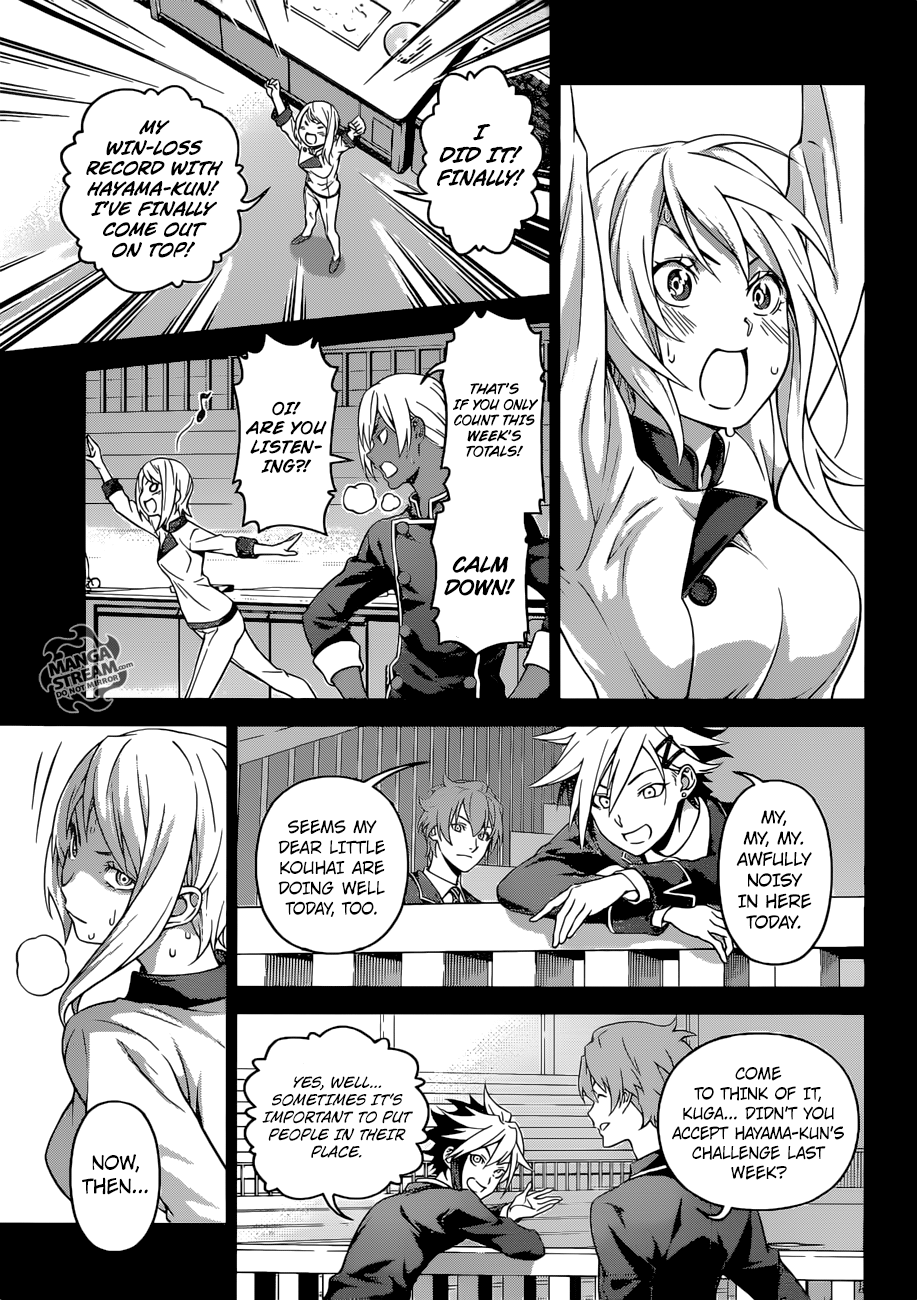 I
DID IT!
FINALLY!
MY
WIN-LOSS
RECORD WITH
HAYAMA-KUN!
I'VE FINALLY
COME OUT
ON TOP!
THAT'S
IF YOU ONLY
COUNT THIS
WEEK'S
TOTALS!
CALM
DOWN!
OI!
ARE YOU
LISTEN-
ING?!
MANGA
STREAM.com
DO NOT MIRROR
MY,
MY, MY.
AWFULLY
NOISY
IN HERE
TODAY.
SEEMS MY
DEAR LITTLE
KOUHAI ARE
DOING WELL
TODAY, TOO.
COME
TO THINK OF IT,
KUGA... DIDN'T YOU
ACCEPT HAYAMA-KUN'S
CHALLENGE LAST
WEEK?
YES, WELL...
SOMETIMES IT'S
IMPORTANT TO PUT
PEOPLE IN THEIR
PLACE.
NOW,
THEN...